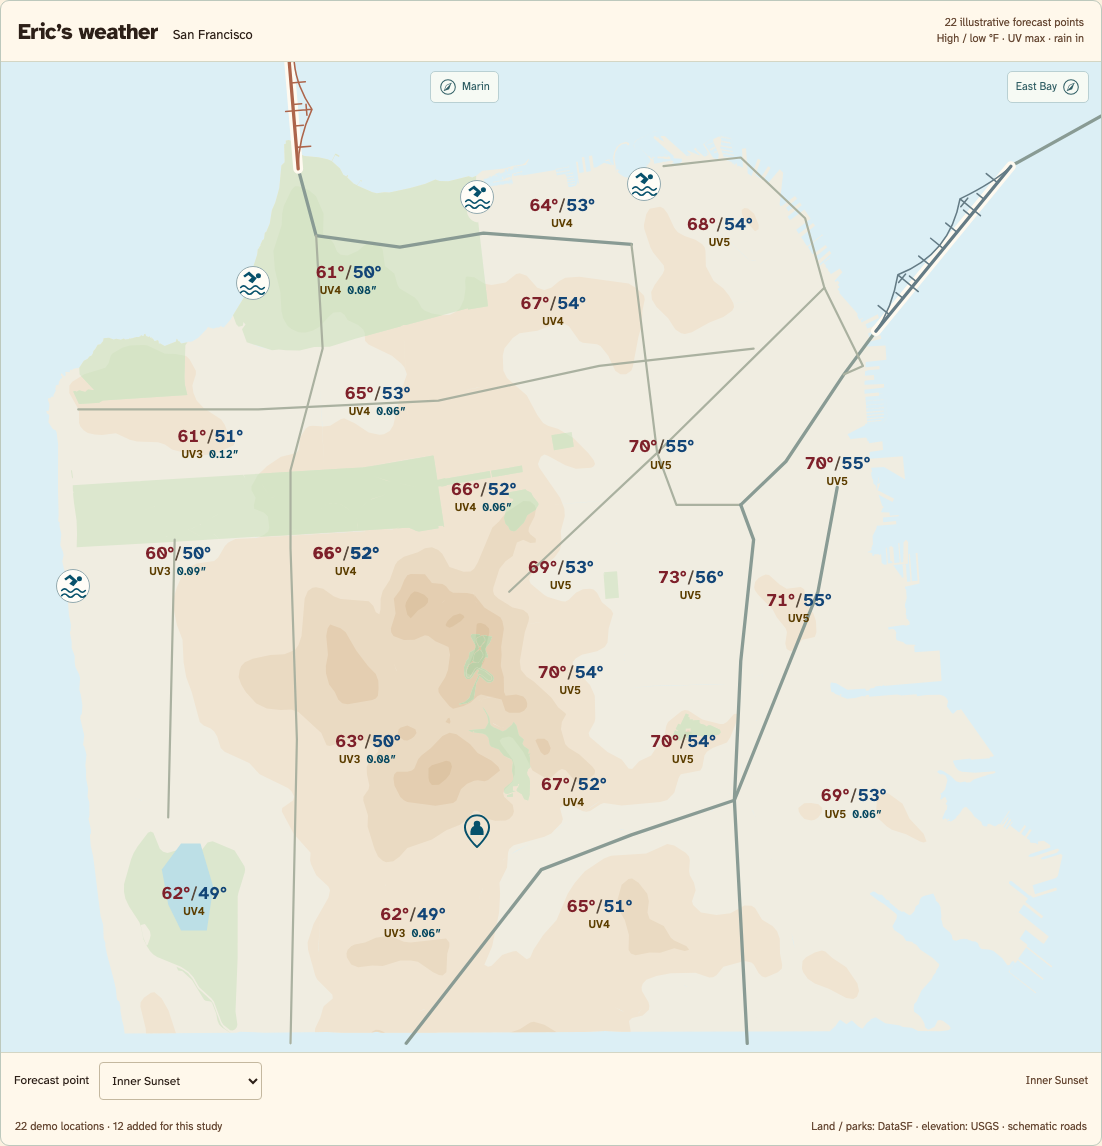 Eric's weather San Francisco
22 illustrative forecast points
High / low °F · UV max · rain in
Marin
East Bay
64°/53°
UV4
68°/54°
UV5
61°/50°
UV4 0.08″
67°/54°
UV4
65°/53°
UV4 0.06″
61°/51°
UV3 0.12″
70°/55°
UV5
70°/55°
UV5
66°/52°
UV4 0.06″
60°/50°
UV3 0.09″
66°/52°
UV4
69°/53°
UV5
73°/56°
UV5
71°/55°
UV5
70°/54°
UV5
63°/50°
UV3 0.08″
70°/54°
UV5
67°/52°
UV4
69°/53°
UV5 0.06″
62°/49°
UV4
62°/49°
UV3 0.06″
65°/51°
UV4
Forecast point Inner Sunset
Inner Sunset
22 demo locations · 12 added for this study
Land / parks: DataSF · elevation: USGS · schematic roads